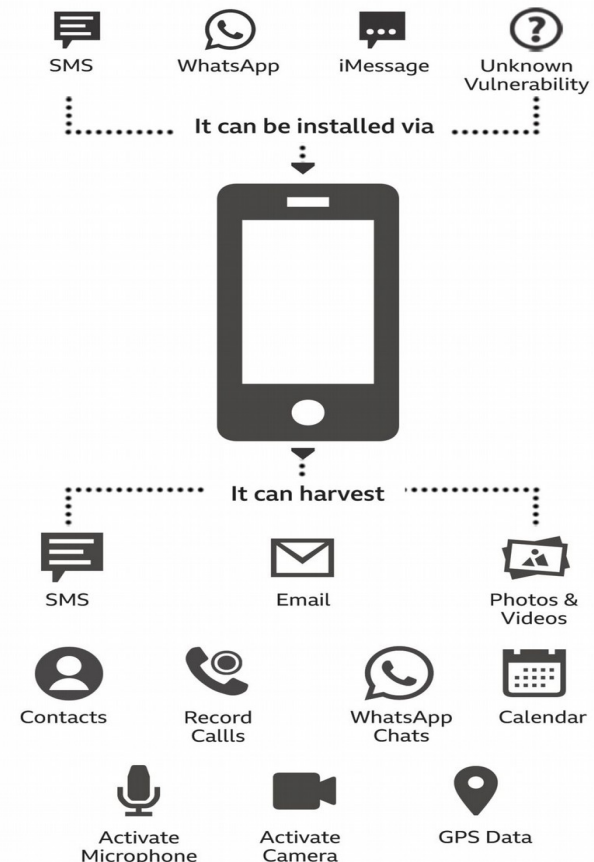 SMS
WhatsApp
iMessage
Unknown
Vulnerability
It can be installed via
It can harvest
SMS
Email
Photos &
Videos
Contacts
Record
Callls
WhatsApp
Chats
Calendar
Activate
Microphone
Activate
Camera
GPS Data